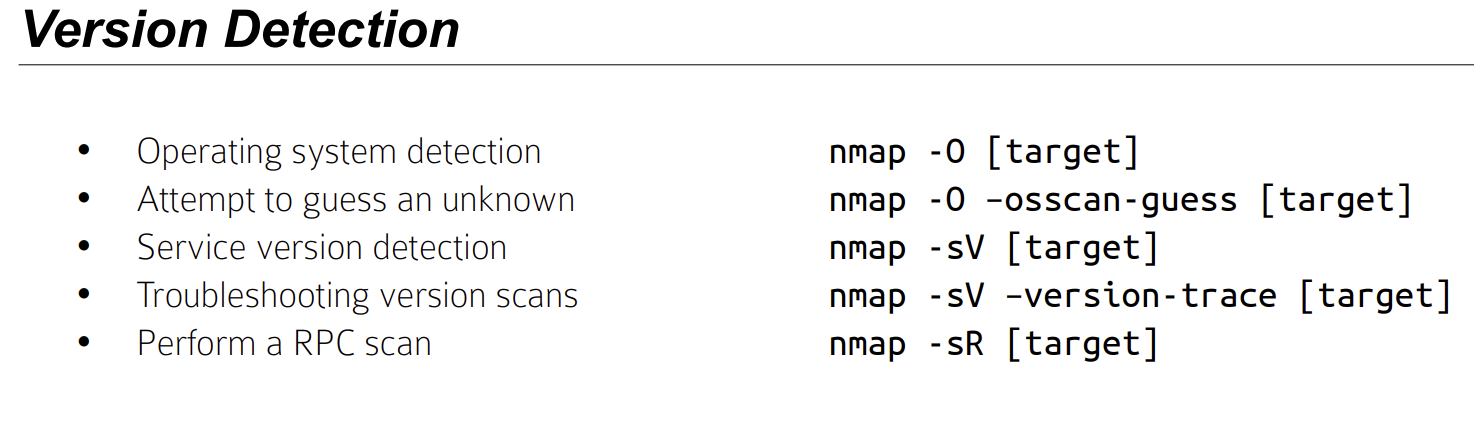 Version Detection
• Operating system detection nmap -O [target]
• Attempt to guess an unknown nmap -O –osscan-guess [target]
• Service version detection nmap -sV [target]
• Troubleshooting version scans nmap -sV –version-trace [target]
• Perform a RPC scan nmap -sR [target]